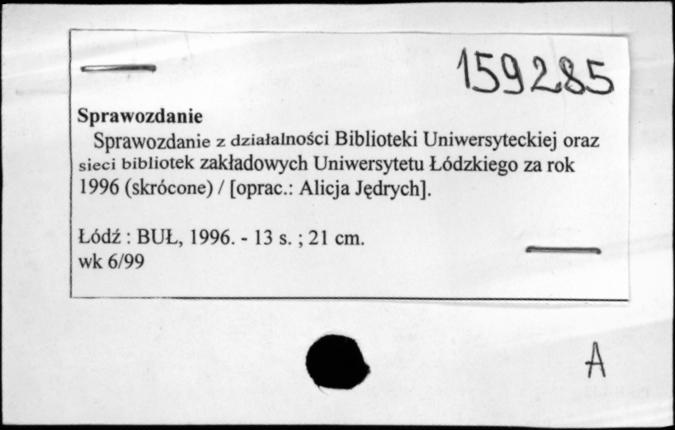 159285
Sprawozdanie
Sprawozdanie z działalności Biblioteki Uniwersyteckiej oraz
sieci bibliotek zakładowych Uniwersytetu Łódzkiego za rok
1996 (skrócone) / [oprac.: Alicja Jędrych].
Łódź : BUŁ, 1996. - 13 s. ; 21 cm.
wk 6/99
A